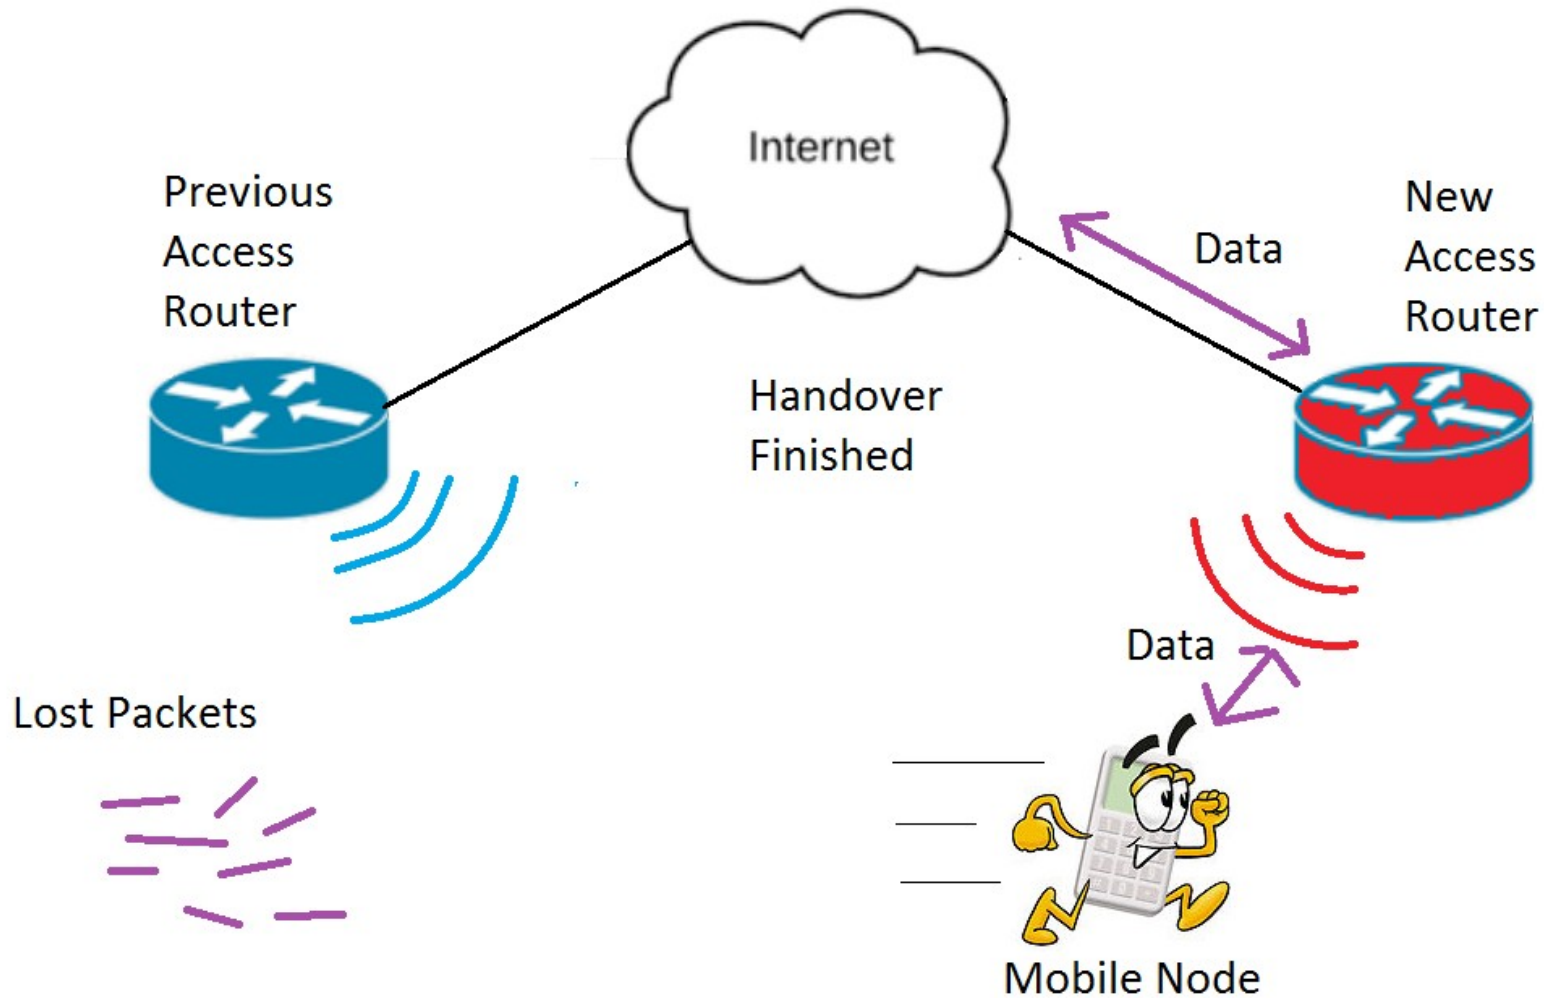 Internet
Previous
Access
Router
New
Access
Router
Data
Handover
Finished
Data
Lost Packets
Mobile Node